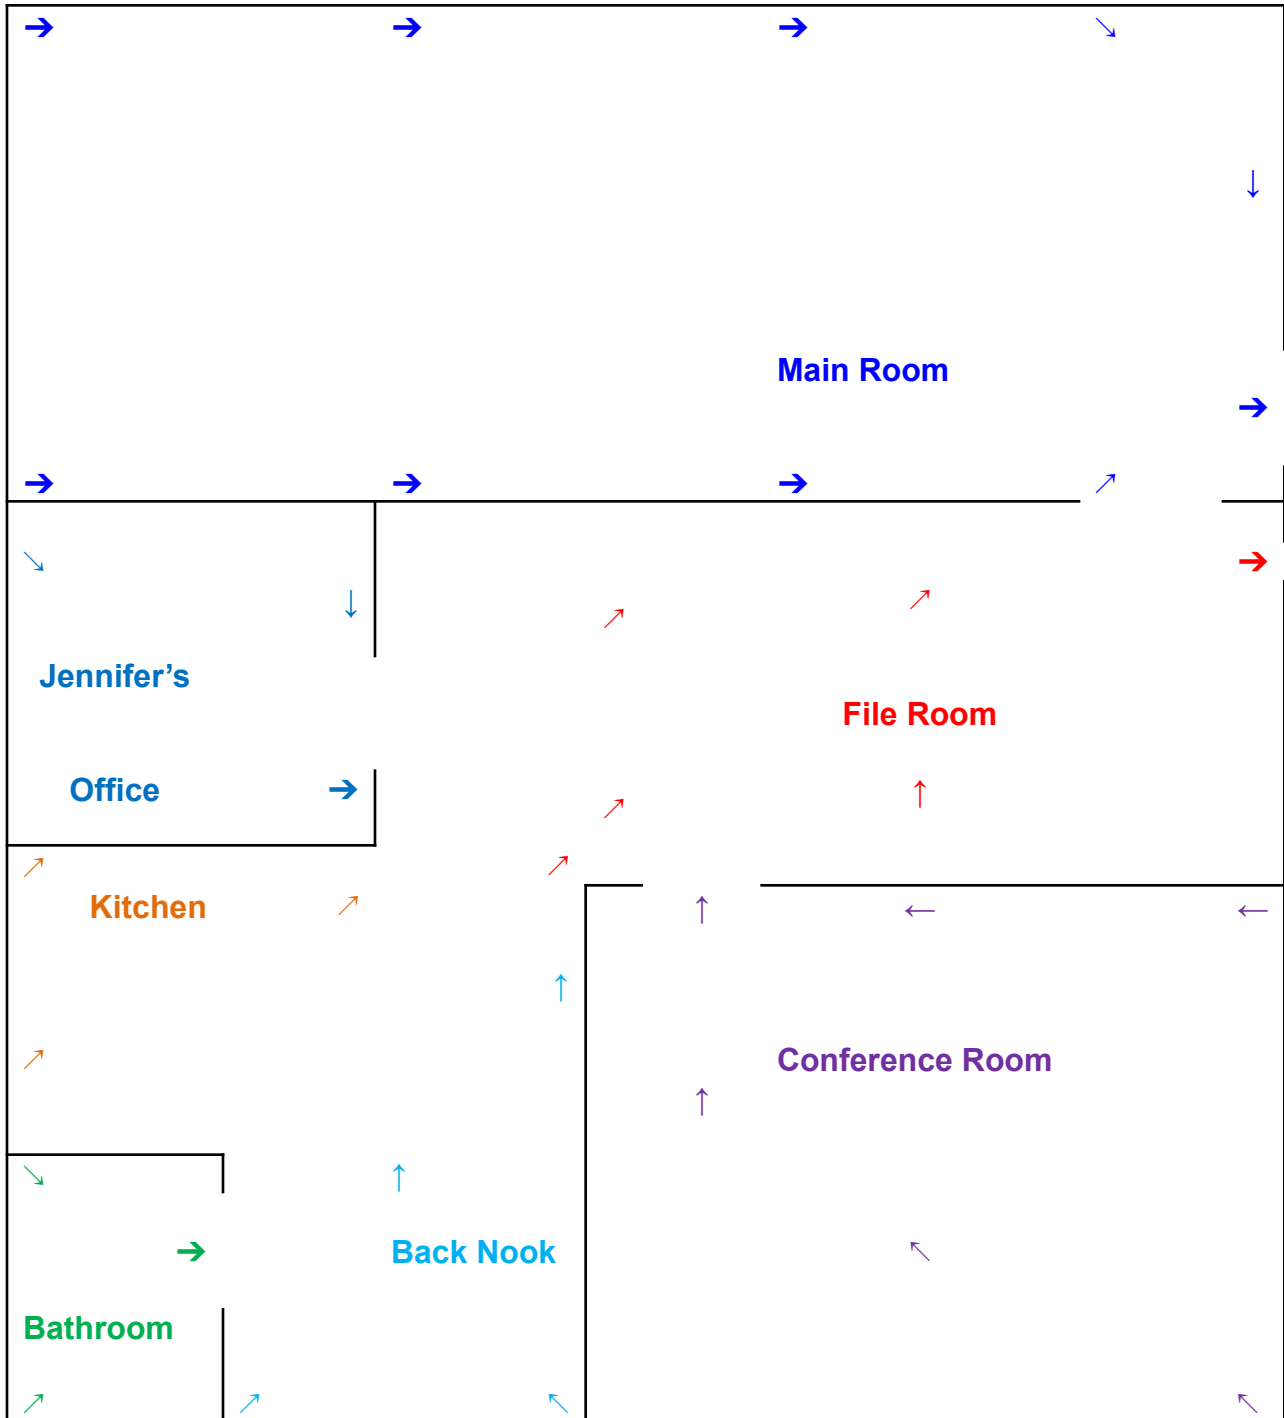 Main Room
Jennifer’s
File Room
Office
Kitchen
Conference Room
Back Nook
Bathroom